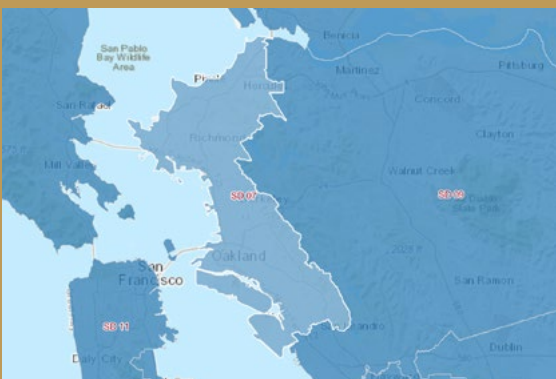 Benicia
San Pablo
Bay Wildlife
Area
Pittsburg
Martinez
Hercules
San Rafael
Concord
Richmond
Clayton
Mill Valley
Walnut Creek
SD 07
SD 09
Oakland
San
Francisco
San Ramon
SD 11
Dublin
Daly City